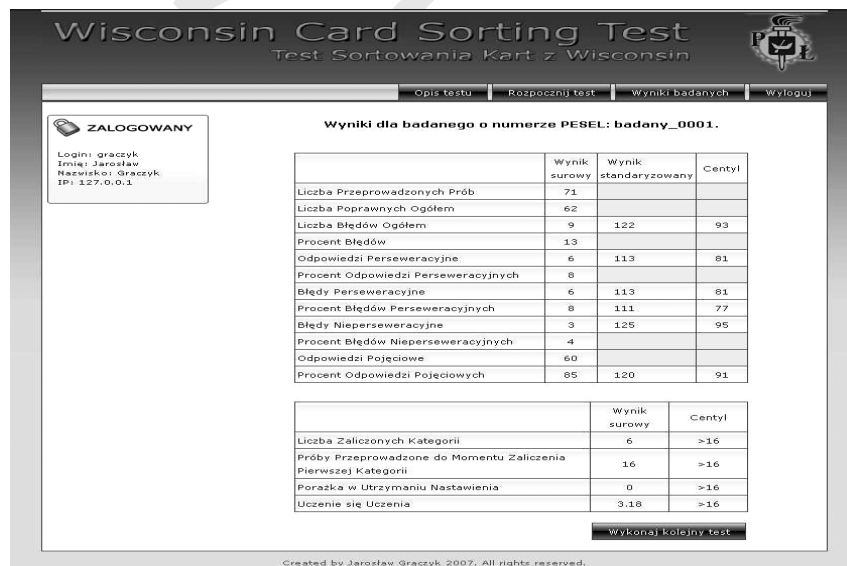 Wisconsin Card Sorting Test
Test Sortowania Kart z Wisconsin
P Ł
Opis testu Rozpocznij test Wyniki badanych Wyloguj
ZALOGOWANY
Login: graczyk
Imię: Jarosław
Nazwisko: Graczyk
IP: 127.0.0.1
Wyniki dla badanego o numerze PESEL: badany_0001.
Wynik surowy Wynik standaryzowany Centyl
Liczba Przeprowadzonych Prób 71
Liczba Poprawnych Ogółem 62
Liczba Błędów Ogółem 9 122 93
Procent Błędów 13
Odpowiedzi Perseweracyjne 6 113 81
Procent Odpowiedzi Perseweracyjnych 8
Błędy Perseweracyjne 6 113 81
Procent Błędów Perseweracyjnych 8 111 77
Błędy Nieperseweracyjne 3 125 95
Procent Błędów Nieperseweracyjnych 4
Odpowiedzi Pojęciowe 60
Procent Odpowiedzi Pojęciowych 85 120 91
Wynik surowy Centyl
Liczba Zaliczonych Kategorii 6 >16
Próby Przeprowadzone do Momentu Zaliczenia
Pierwszej Kategorii 16 >16
Porażka w Utrzymaniu Nastawienia 0 >16
Uczenie się Uczenia 3.18 >16
Wykonaj kolejny test
Created by Jarosław Graczyk 2007. All rights reserved.